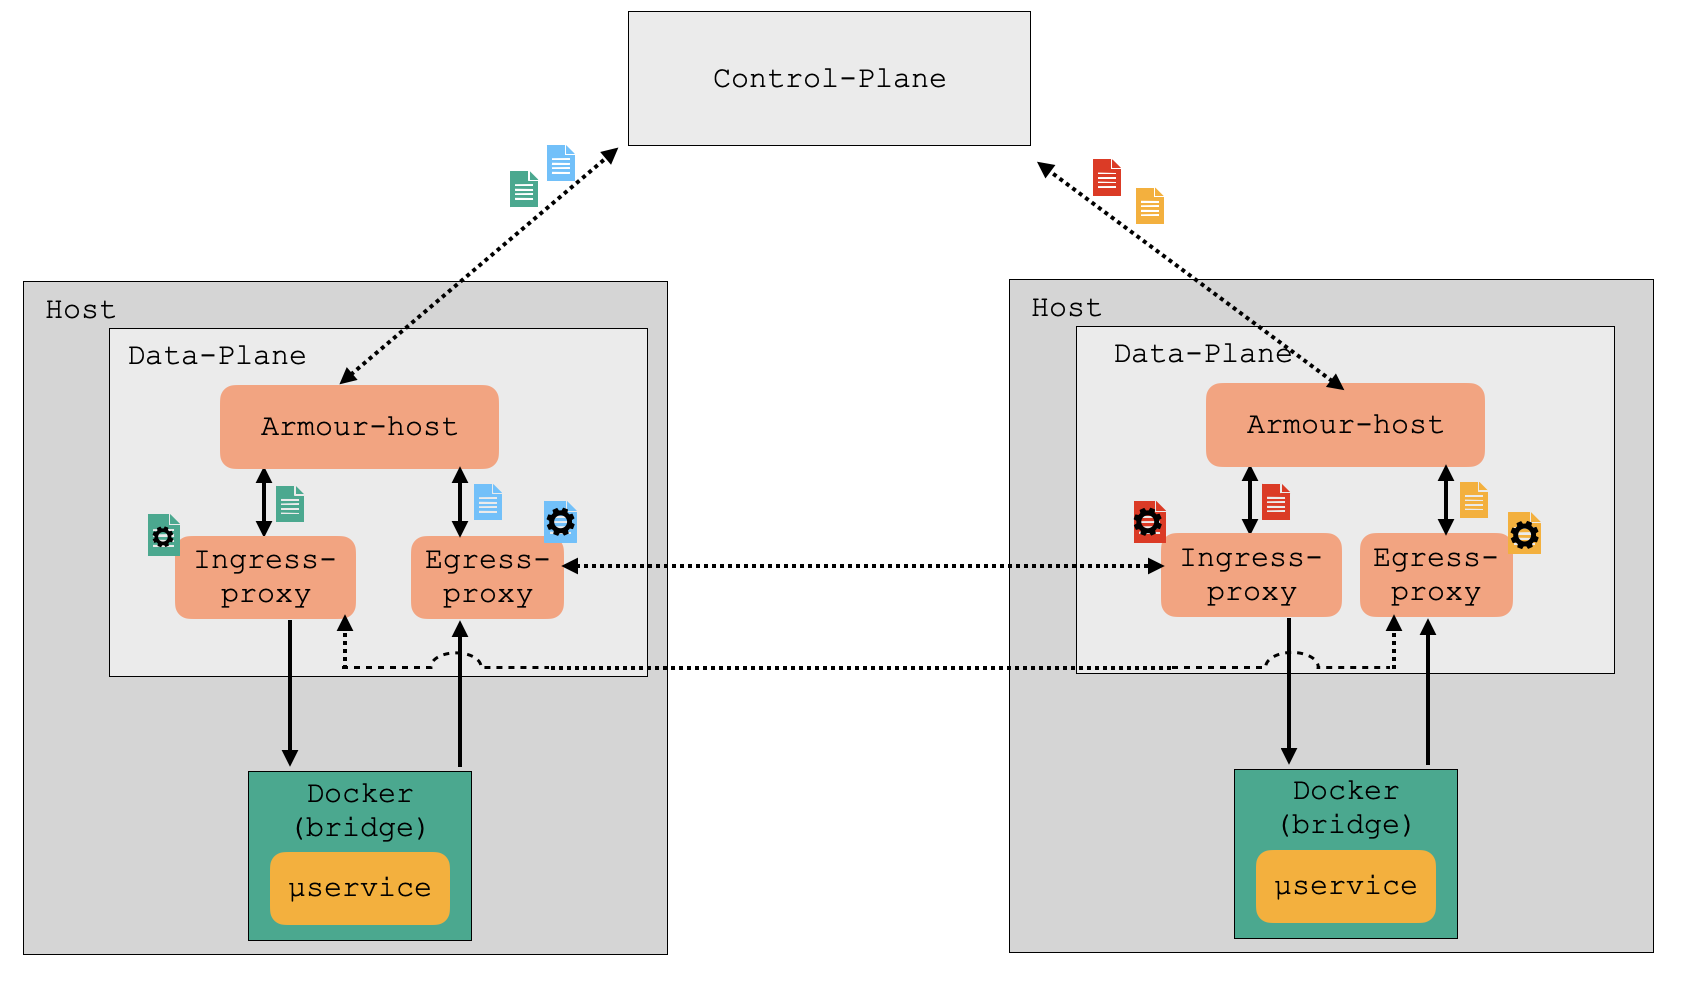 Control-Plane
Host
Data-Plane
Armour-host
Ingress-
proxy
Egress-
proxy
Docker
(bridge)
µservice
Host
Data-Plane
Armour-host
Ingress-
proxy
Egress-
proxy
Docker
(bridge)
µservice